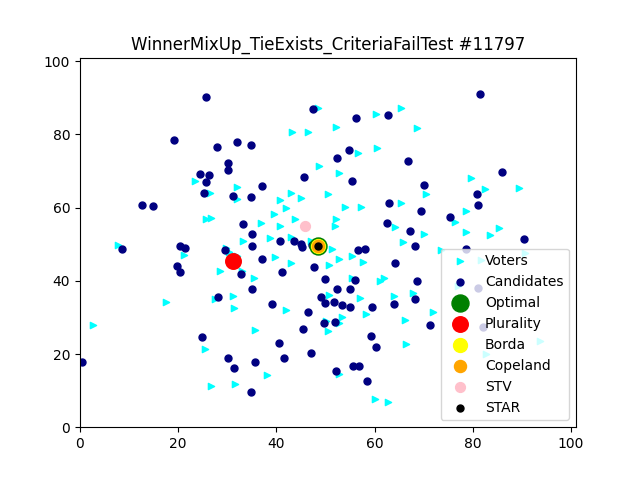 WinnerMixUp_TieExists_CriteriaFailTest #11797
100
80
60
40
20
0
0
20
40
60
80
100
Voters
Candidates
Optimal
Plurality
Borda
Copeland
STV
STAR